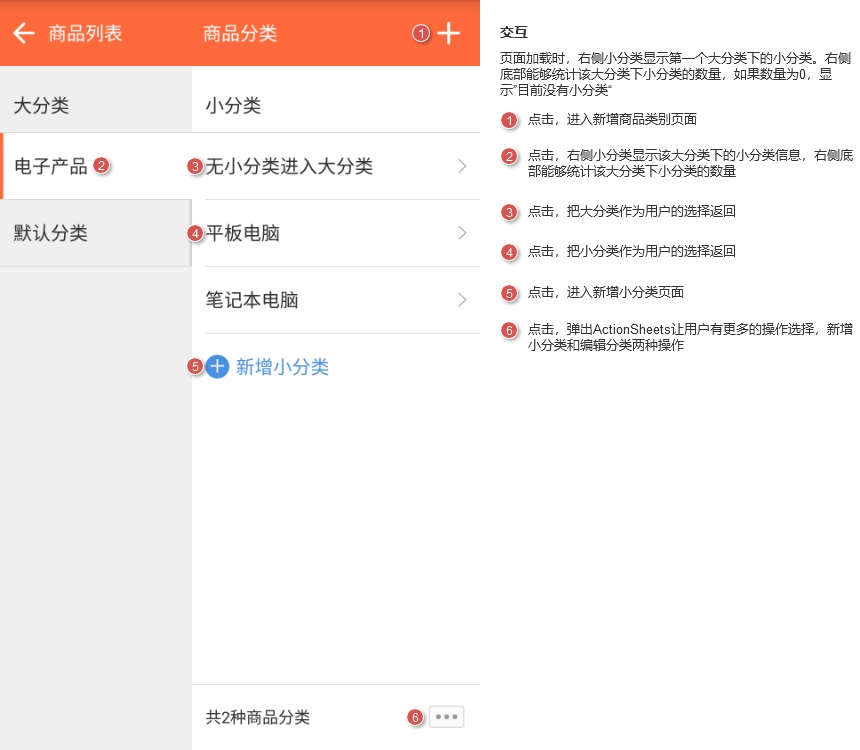 商品列表 商品分类 1
大分类 小分类
电子产品 2 3 无小分类进入大分类
默认分类 4 平板电脑
笔记本电脑
5 新增小分类
共2种商品分类 6
交互
页面加载时，右侧小分类显示第一个大分类下的小分类。右侧
底部能够统计该大分类下小分类的数量，如果数量为0，显
示"目前没有小分类"
1 点击，进入新增商品类别页面
2 点击，右侧小分类显示该大分类下的小分类信息，右侧底
部能够统计该大分类下小分类的数量
3 点击，把大分类作为用户的选择返回
4 点击，把小分类作为用户的选择返回
5 点击，进入新增小分类页面
6 点击，弹出ActionSheets让用户有更多的操作选择，新增
小分类和编辑分类两种操作